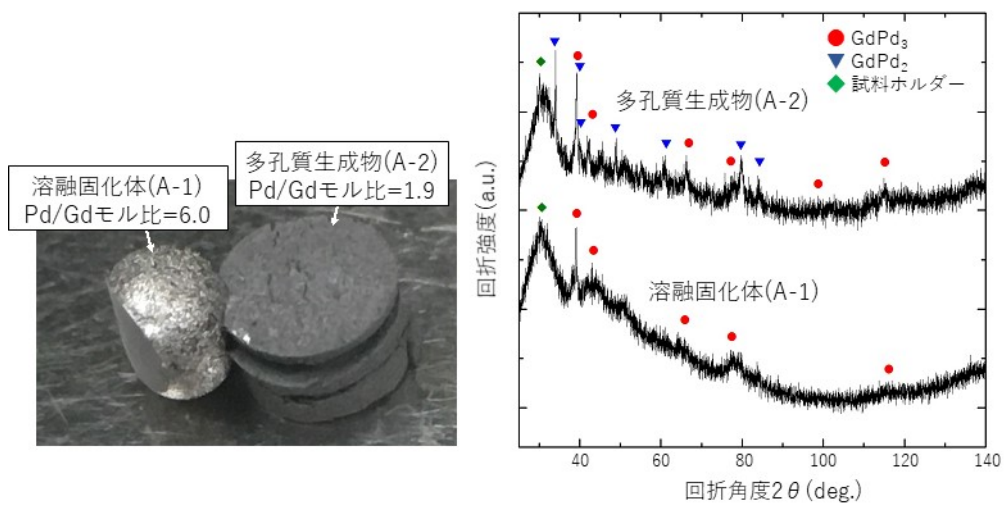 溶融固化体(A-1)
Pd/Gdモル比=6.0
多孔質生成物(A-2)
Pd/Gdモル比=1.9
GdPd₃
GdPd₂
試料ホルダー
多孔質生成物(A-2)
溶融固化体(A-1)
回折強度(a.u.)
40 60 80 100 120 140
回折角度2θ (deg.)